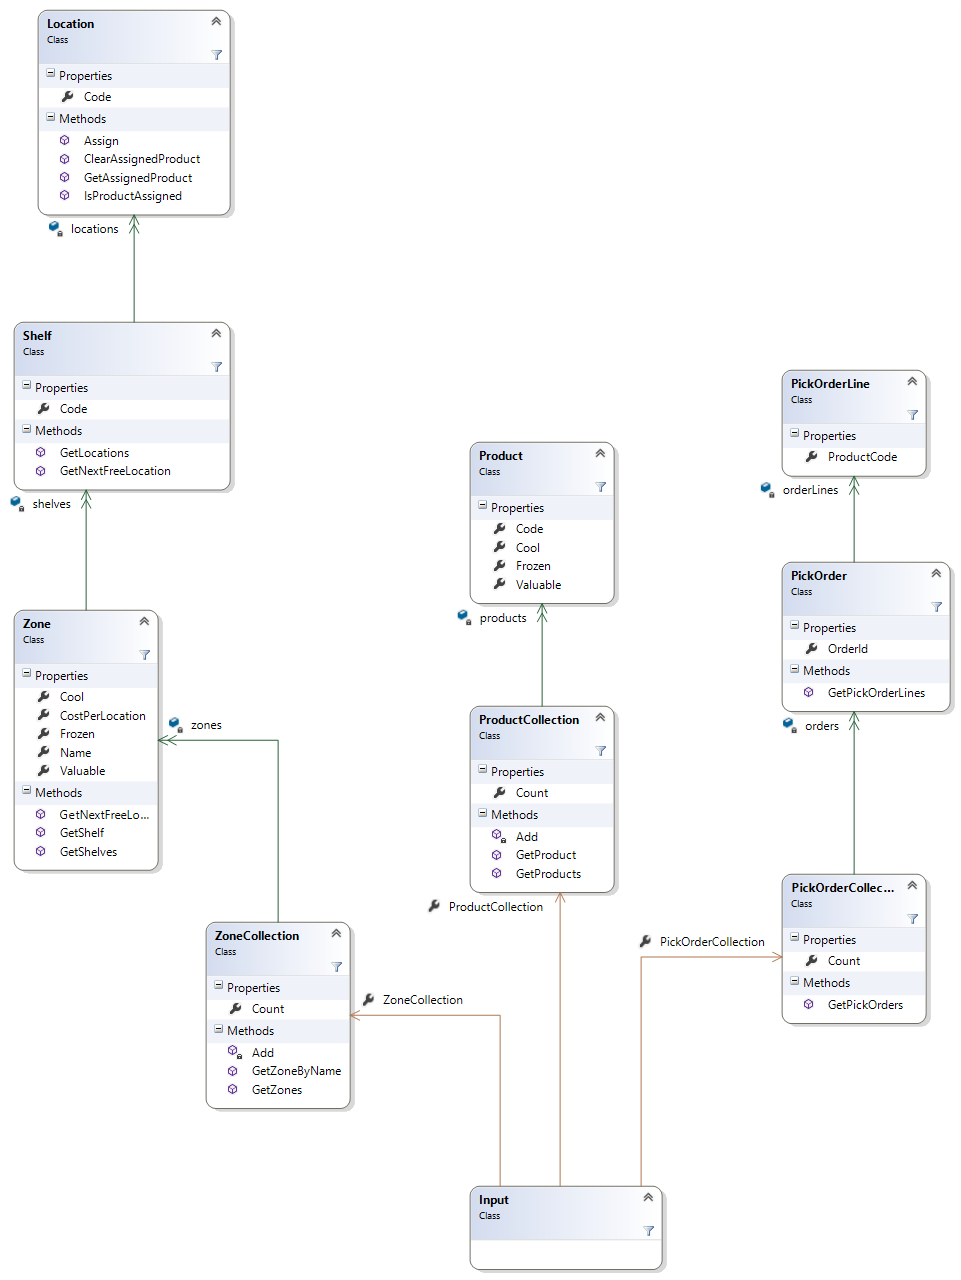 Location
Class
Properties
Code
Methods
Assign
ClearAssignedProduct
GetAssignedProduct
IsProductAssigned
locations
Shelf
Class
Properties
Code
Methods
GetLocations
GetNextFreeLocation
shelves
Zone
Class
Properties
Cool
CostPerLocation
Frozen
Name
Valuable
Methods
GetNextFreeLo...
GetShelf
GetShelves
zones
ZoneCollection
Class
Properties
Count
Methods
Add
GetZoneByName
GetZones
ZoneCollection
Product
Class
Properties
Code
Cool
Frozen
Valuable
products
ProductCollection
Class
Properties
Count
Methods
Add
GetProduct
GetProducts
ProductCollection
PickOrderLine
Class
Properties
ProductCode
orderLines
PickOrder
Class
Properties
OrderId
Methods
GetPickOrderLines
orders
PickOrderCollec...
Class
Properties
Count
Methods
GetPickOrders
PickOrderCollection
Input
Class